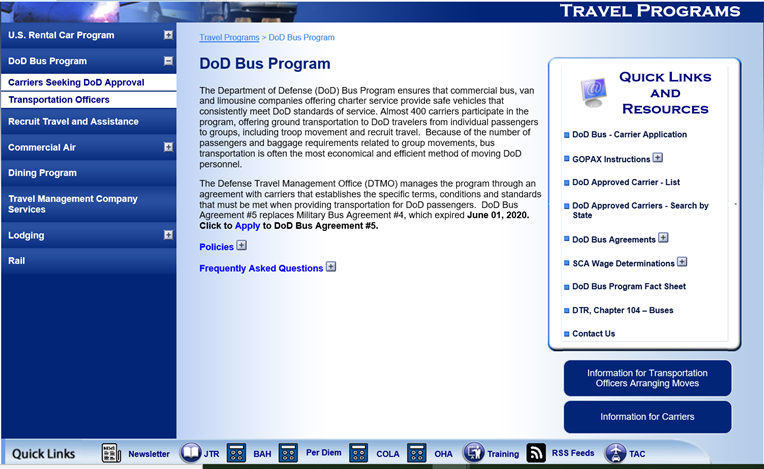 TRAVEL PROGRAMS
U.S. Rental Car Program
DoD Bus Program
Carriers Seeking DoD Approval
Transportation Officers
Recruit Travel and Assistance
Commercial Air
Dining Program
Travel Management Company
Services
Lodging
Rail
Travel Programs > DoD Bus Program
DoD Bus Program
The Department of Defense (DoD) Bus Program ensures that commercial bus, van
and limousine companies offering charter service provide safe vehicles that
consistently meet DoD standards of service. Almost 400 carriers participate in the
program, offering ground transportation to DoD travelers from individual passengers
to groups, including troop movement and recruit travel. Because of the number of
passengers and baggage requirements related to group movements, bus
transportation is often the most economical and efficient method of moving DoD
personnel.
The Defense Travel Management Office (DTMO) manages the program through an
agreement with carriers that establishes the specific terms, conditions and standards
that must be met when providing transportation for DoD passengers. DoD Bus
Agreement #5 replaces Military Bus Agreement #4, which expired June 01, 2020.
Click to Apply to DoD Bus Agreement #5.
Policies
Frequently Asked Questions
QUICK LINKS
AND
RESOURCES
DoD Bus - Carrier Application
GOPAX Instructions
DoD Approved Carrier - List
DoD Approved Carriers - Search by
State
DoD Bus Agreements
SCA Wage Determinations
DoD Bus Program Fact Sheet
DTR, Chapter 104 – Buses
Contact Us
Information for Transportation
Officers Arranging Moves
Information for Carriers
Quick Links NEWS Newsletter JTR BAH Per Diem COLA OHA Training RSS Feeds TAC